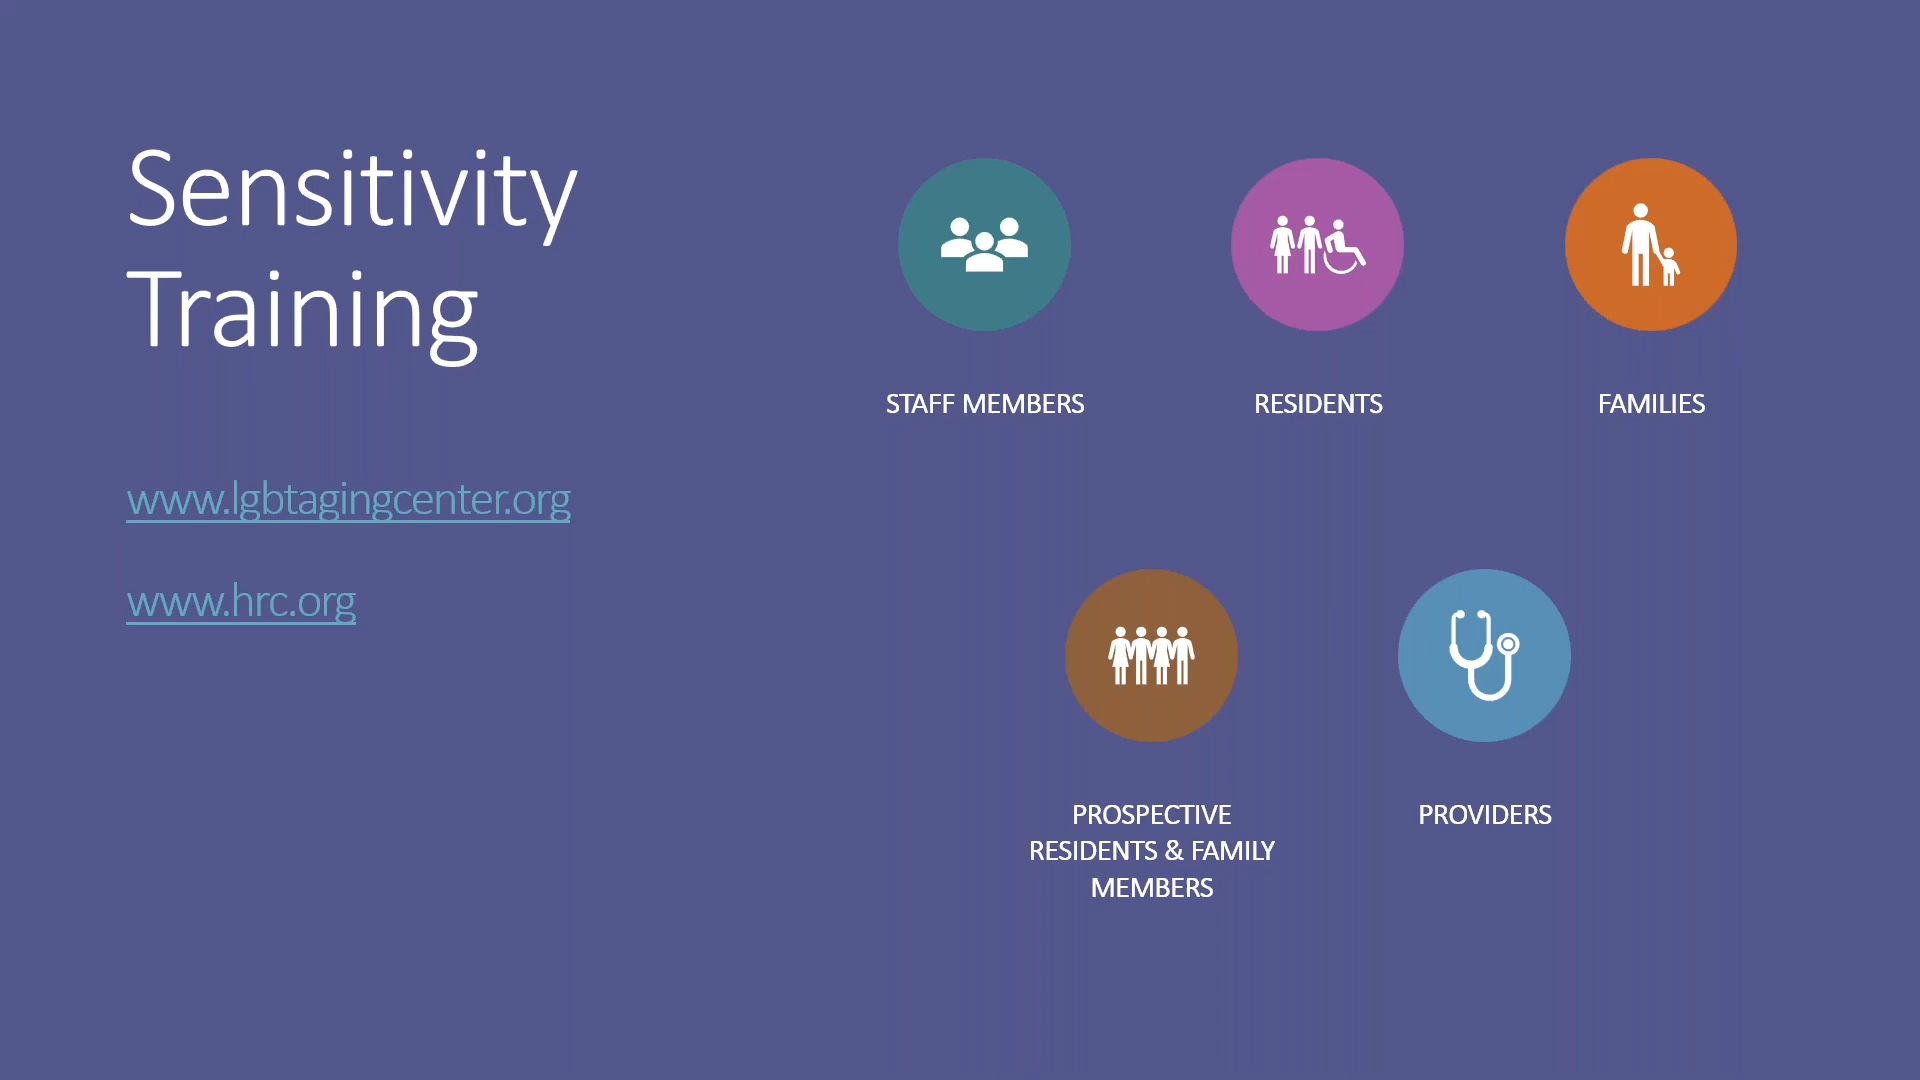 Sensitivity
Training
www.lgbtagingcenter.org
www.hrc.org
STAFF MEMBERS
RESIDENTS
FAMILIES
PROSPECTIVE
RESIDENTS & FAMILY
MEMBERS
PROVIDERS